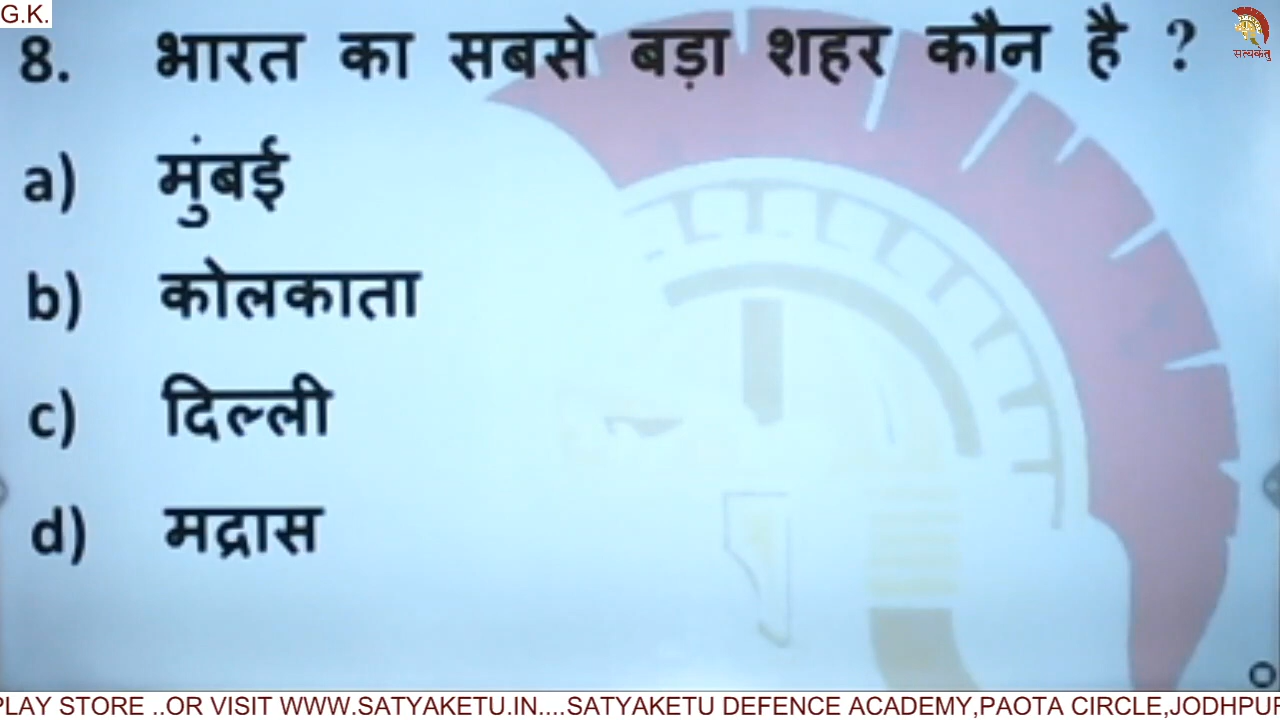 G.K.
8. भारत का सबसे बड़ा शहर कौन है ?
a) मुंबई
b) कोलकाता
c) दिल्ली
d) मद्रास
सत्यकेतु
PLAY STORE ..OR VISIT WWW.SATYAKETU.IN....SATYAKETU DEFENCE ACADEMY,PAOTA CIRCLE,JODHPUR